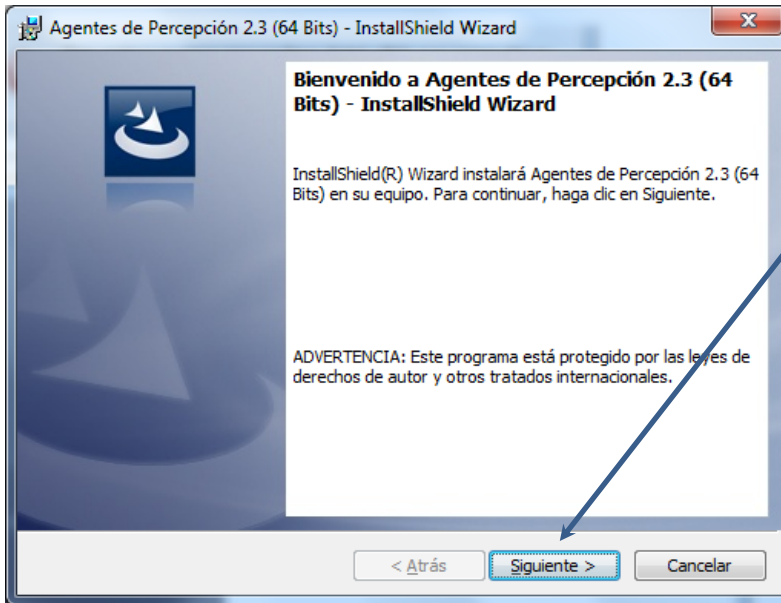 Agentes de Percepción 2.3 (64 Bits) - InstallShield Wizard
Bienvenido a Agentes de Percepción 2.3 (64
Bits) - InstallShield Wizard
InstallShield(R) Wizard instalará Agentes de Percepción 2.3 (64
Bits) en su equipo. Para continuar, haga clic en Siguiente.
ADVERTENCIA: Este programa está protegido por las leyes de
derechos de autor y otros tratados internacionales.
< Atrás
Siguiente >
Cancelar